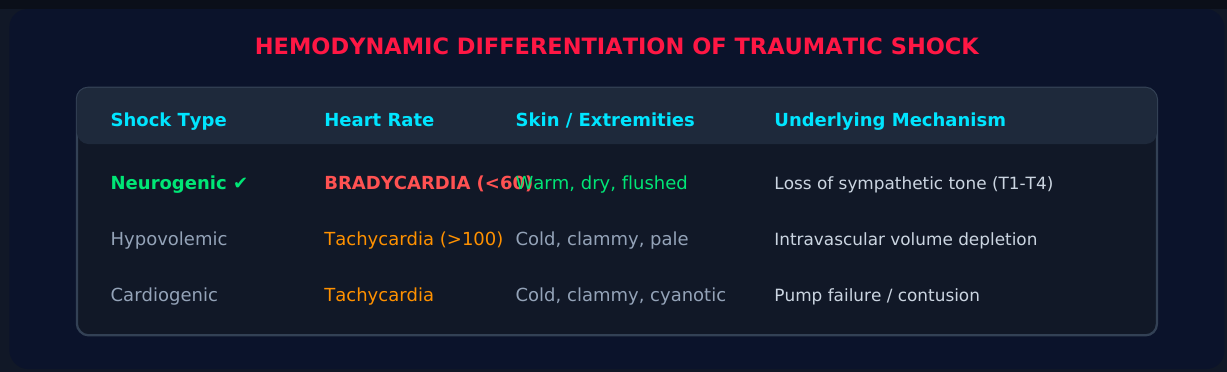 HEMODYNAMIC DIFFERENTIATION OF TRAUMATIC SHOCK
Shock Type Heart Rate Skin / Extremities Underlying Mechanism
Neurogenic ✔ BRADYCARDIA (<60) Warm, dry, flushed Loss of sympathetic tone (T1-T4)
Hypovolemic Tachycardia (>100) Cold, clammy, pale Intravascular volume depletion
Cardiogenic Tachycardia Cold, clammy, cyanotic Pump failure / contusion